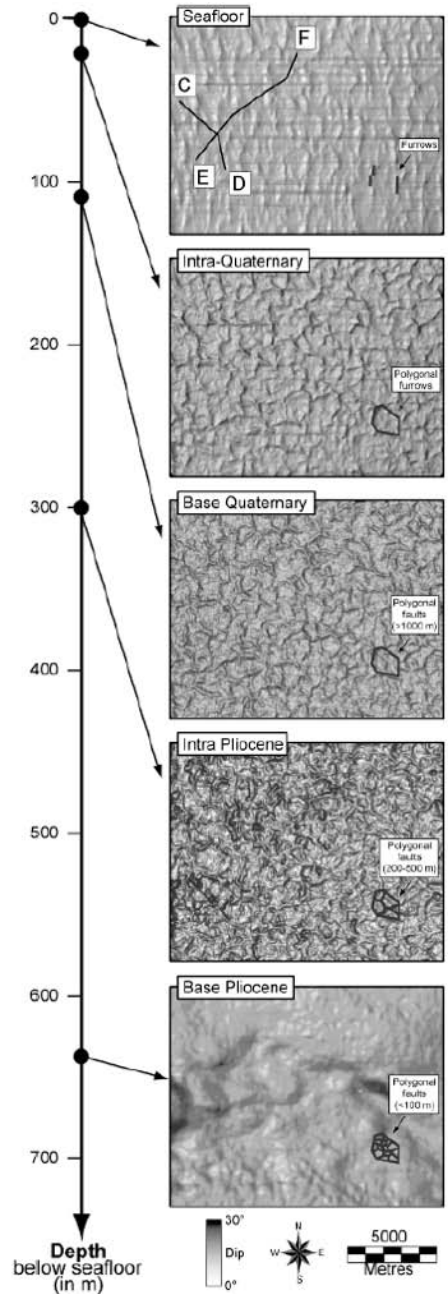 0
100
200
300
400
500
600
700
Depth
below seafloor
(in m)
Seafloor
F
C
E
D
Furrows
Intra-Quaternary
Polygonal
furrows
Base Quaternary
Polygonal
faults
(>1000 m)
Intra Pliocene
Polygonal
faults
(200-500 m)
Base Pliocene
Polygonal
faults
(<100 m)
30°
Dip
0°
N
W
E
S
5000
Metres